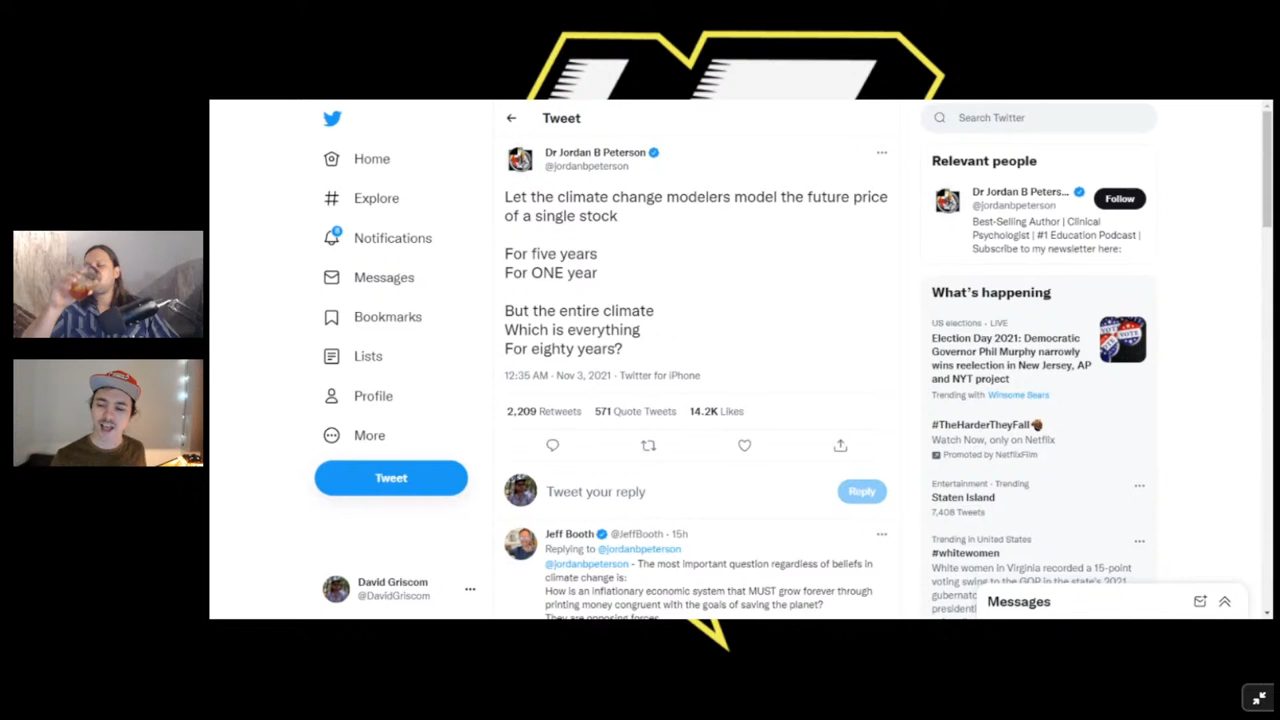 Tweet
Search Twitter
Home
Explore
Notifications
Messages
Bookmarks
Lists
Profile
More
Tweet
David Griscom
@DavidGriscom
Dr Jordan B Peterson
@jordanbpeterson
Let the climate change modelers model the future price
of a single stock
For five years
For ONE year
But the entire climate
Which is everything
For eighty years?
12:35 AM · Nov 3, 2021 · Twitter for iPhone
2,209 Retweets 571 Quote Tweets 14.2K Likes
Tweet your reply
Reply
Jeff Booth @JeffBooth · 15h
Replying to @jordanbpeterson
@jordanbpeterson - The most important question regardless of beliefs in
climate change is:
How is an inflationary economic system that MUST grow forever through
printing money congruent with the goals of saving the planet?
They are opposing forces
Relevant people
Dr Jordan B Peters...
@jordanbpeterson
Follow
Best-Selling Author | Clinical
Psychologist | #1 Education Podcast |
Subscribe to my newsletter here:
What's happening
US elections · LIVE
Election Day 2021: Democratic
Governor Phil Murphy narrowly
wins reelection in New Jersey, AP
and NYT project
Trending with Winsome Sears
#TheHarderTheyFall
Watch Now, only on Netflix
Promoted by NetflixFilm
Entertainment · Trending
Staten Island
7,408 Tweets
Trending in United States
#whitewomen
White women in Virginia recorded a 15-point
voting swing to the GOP in the state's 2021
Messages